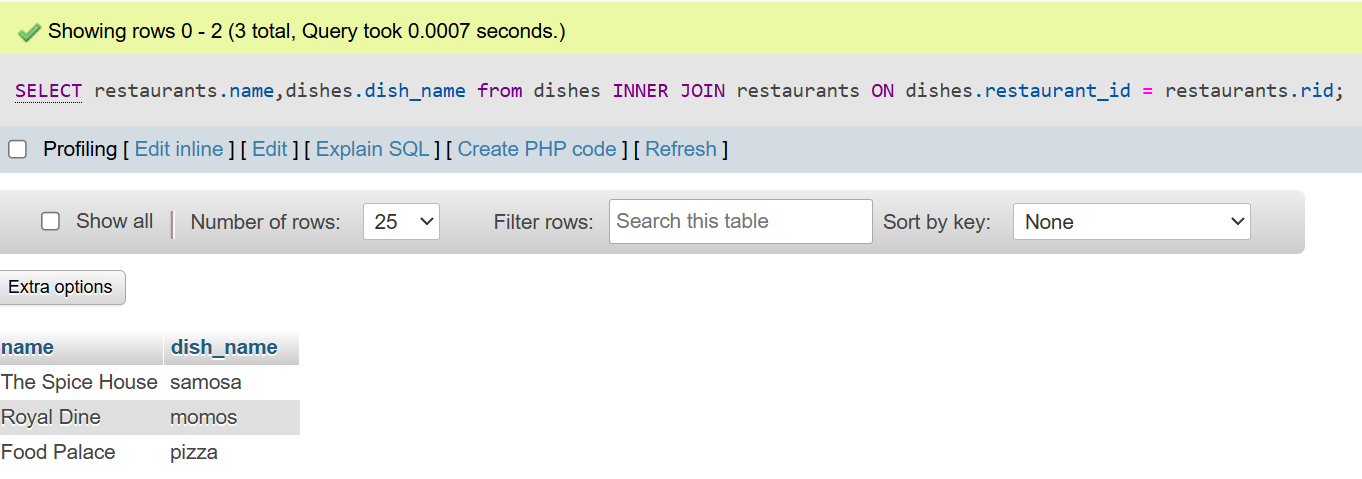 Showing rows 0 - 2 (3 total, Query took 0.0007 seconds.)
SELECT restaurants.name,dishes.dish_name from dishes INNER JOIN restaurants ON dishes.restaurant_id = restaurants.rid;
Profiling [ Edit inline ] [ Edit ] [ Explain SQL ] [ Create PHP code ] [ Refresh ]
Show all | Number of rows: 25 Filter rows: Search this table Sort by key: None
Extra options
name dish_name
The Spice House samosa
Royal Dine momos
Food Palace pizza